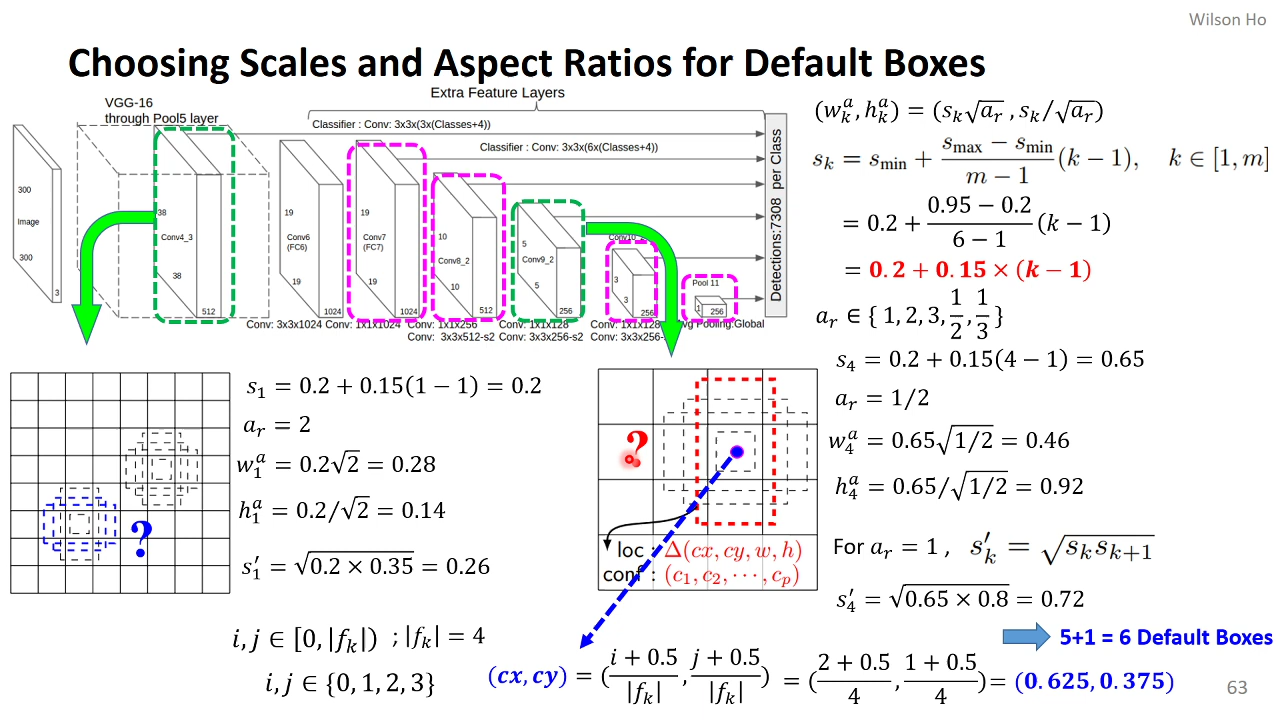 Wilson Ho
Choosing Scales and Aspect Ratios for Default Boxes
VGG-16
through Pool5 layer
Extra Feature Layers
Classifier : Conv: 3x3x(3x(Classes+4))
Classifier : Conv: 3x3x(6x(Classes+4))
300
Image
300
3
38
Conv4_3
38
512
19
Conv6
(FC6)
19
1024
19
Conv7
(FC7)
19
1024
10
Conv8_2
10
512
5
Conv9_2
5
256
3
3
256
Pool 11
1
256
Detections:7308 per Class
Conv: 3x3x1024
Conv: 1x1x1024
Conv: 1x1x256
Conv: 3x3x512-s2
Conv: 1x1x128
Conv: 3x3x256-s2
Conv: 1x1x128
Conv: 3x3x256-
Pooling:Global
(w_k^a, h_k^a) = (s_k√a_r , s_k/√a_r)
s_k = s_min + (s_max − s_min)/(m − 1) (k − 1), k ∈ [1, m]
= 0.2 + (0.95 − 0.2)/(6 − 1) (k − 1)
= 0.2 + 0.15 × (k − 1)
a_r ∈ { 1, 2, 3, 1/2, 1/3 }
s_4 = 0.2 + 0.15(4 − 1) = 0.65
a_r = 1/2
w_4^a = 0.65√1/2 = 0.46
h_4^a = 0.65/√1/2 = 0.92
For a_r = 1 , s′_k = √s_k s_k+1
s′_4 = √0.65 × 0.8 = 0.72
5+1 = 6 Default Boxes
s_1 = 0.2 + 0.15(1 − 1) = 0.2
a_r = 2
w_1^a = 0.2√2 = 0.28
h_1^a = 0.2/√2 = 0.14
s′_1 = √0.2 × 0.35 = 0.26
?
?
loc : Δ(cx, cy, w, h)
conf : (c_1, c_2, ⋯, c_p)
i, j ∈ [0, |f_k|) ; |f_k| = 4
i, j ∈ {0, 1, 2, 3}
(cx, cy) = ((i + 0.5)/|f_k|, (j + 0.5)/|f_k|) = ((2 + 0.5)/4, (1 + 0.5)/4) = (0.625, 0.375)
63